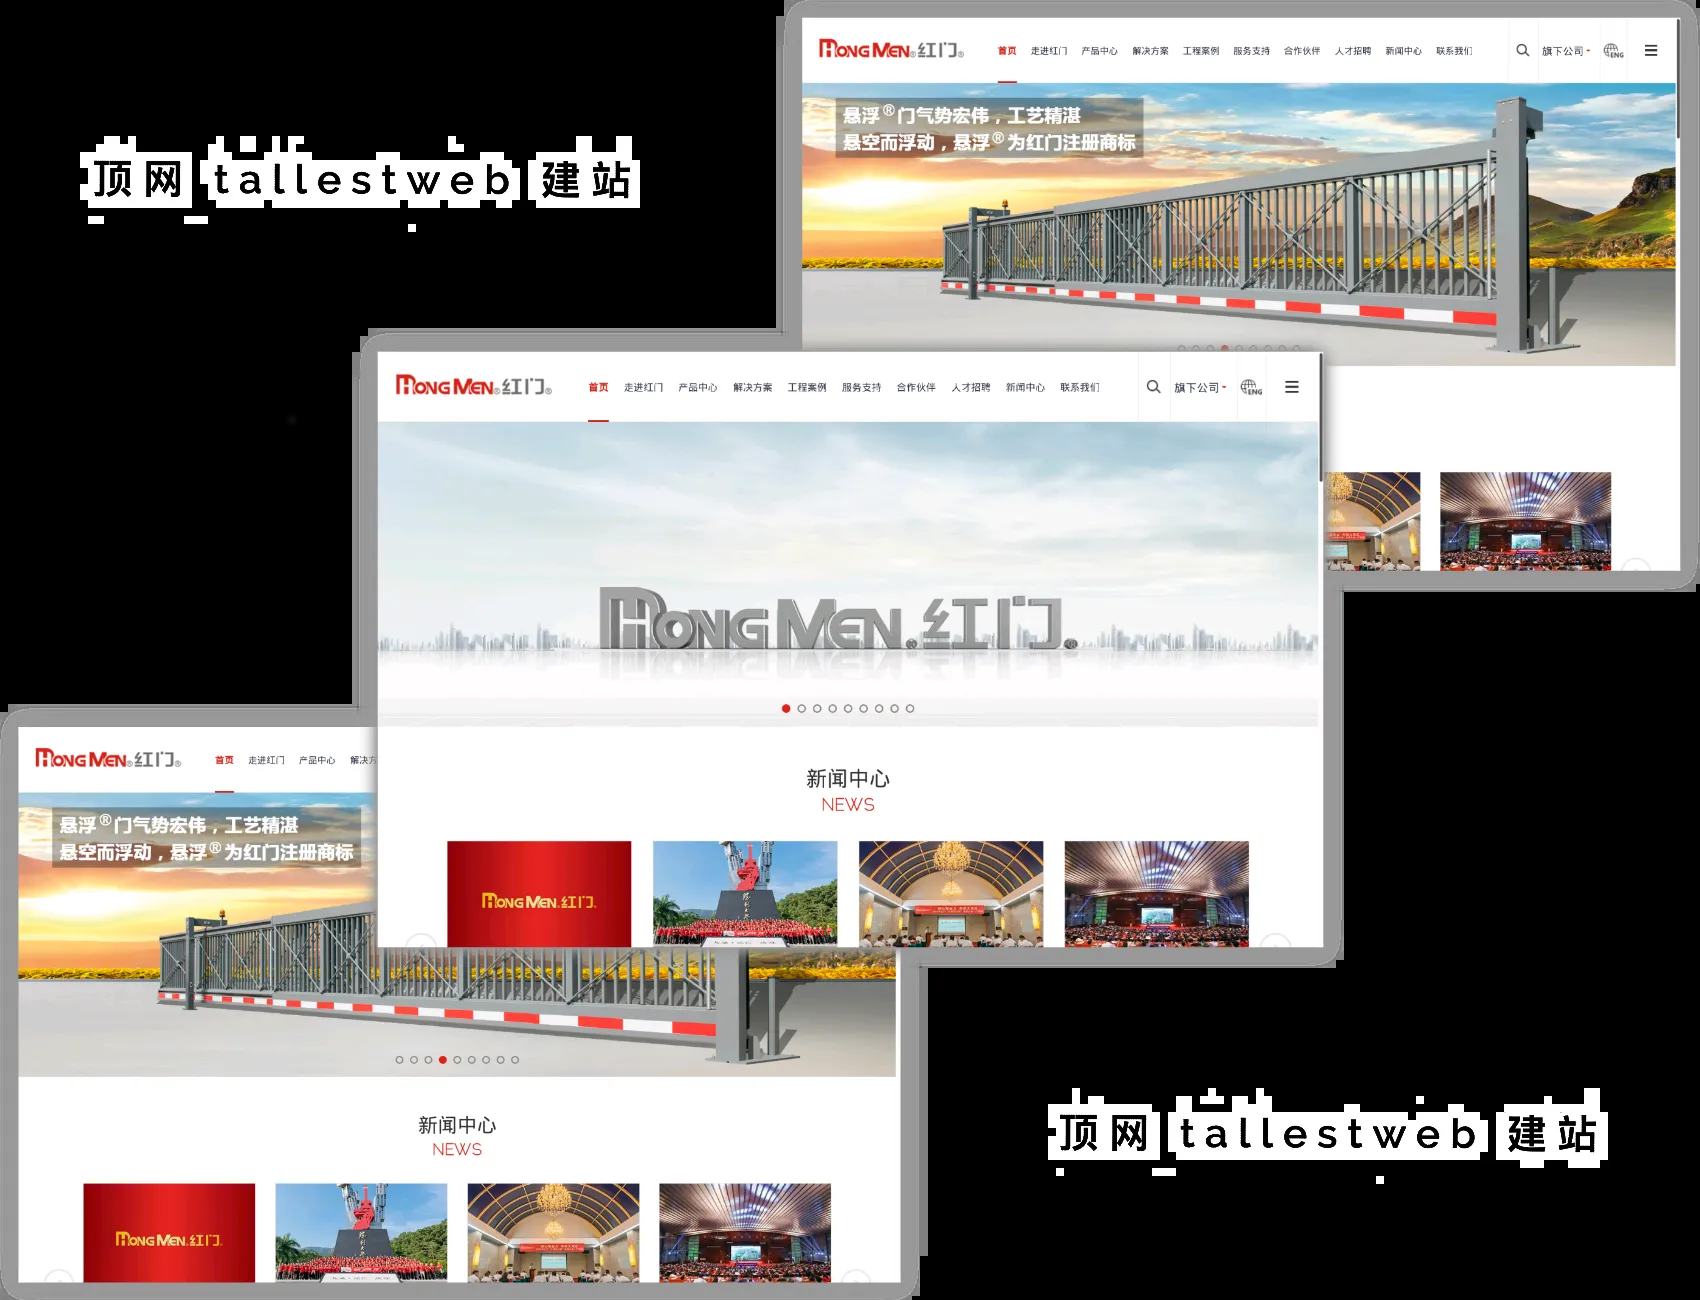 HONG MEN®红门®
首页 走进红门 产品中心 解决方案 工程案例 服务支持 合作伙伴 人才招聘 新闻中心 联系我们
旗下公司 ENG
悬浮®门气势宏伟，工艺精湛
悬空而浮动，悬浮®为红门注册商标
顶网 tallestweb 建站
HONG MEN®红门®
首页 走进红门 产品中心 解决方案 工程案例 服务支持 合作伙伴 人才招聘 新闻中心 联系我们
旗下公司 ENG
HONG MEN®红门®
新闻中心
NEWS
HONG MEN.红门.
HONG MEN®红门®
首页 走进红门 产品中心 解决方
悬浮®门气势宏伟，工艺精湛
悬空而浮动，悬浮®为红门注册商标
新闻中心
NEWS
HONG MEN.红门.
顶网 tallestweb 建站